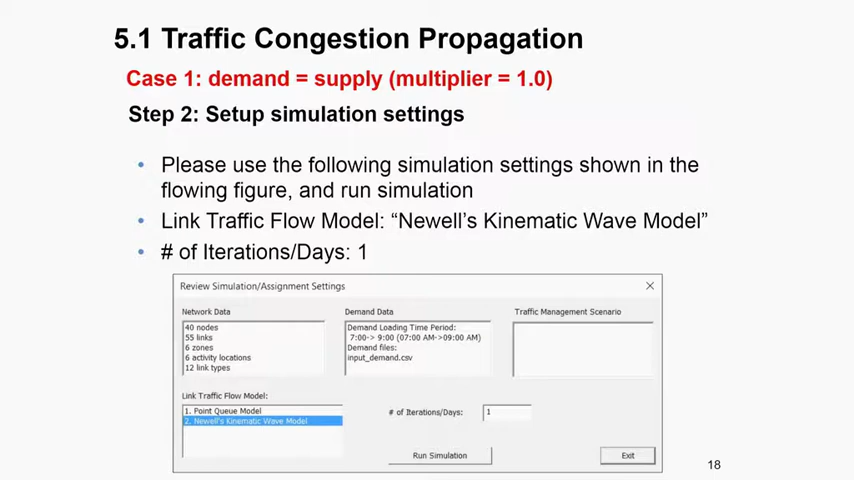 5.1 Traffic Congestion Propagation
Case 1: demand = supply (multiplier = 1.0)
Step 2: Setup simulation settings
• Please use the following simulation settings shown in the
flowing figure, and run simulation
• Link Traffic Flow Model: “Newell’s Kinematic Wave Model”
• # of Iterations/Days: 1
Review Simulation/Assignment Settings
Network Data
40 nodes
55 links
6 zones
6 activity locations
12 link types
Demand Data
Demand Loading Time Period:
7:00-> 9:00 (07:00 AM->09:00 AM)
Demand files:
input_demand.csv
Traffic Management Scenario
Link Traffic Flow Model:
1. Point Queue Model
2. Newell's Kinematic Wave Model
# of Iterations/Days:
1
Run Simulation
Exit
18